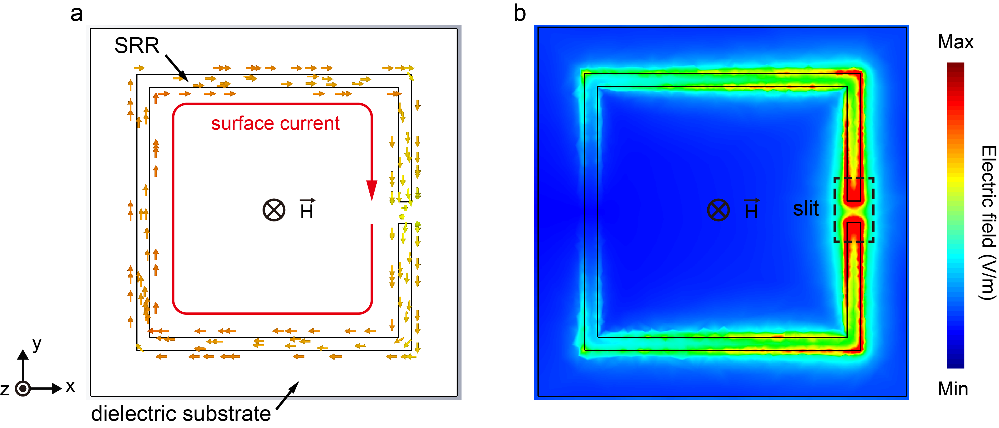 a
SRR
surface current
H
y
z
x
dielectric substrate
b
slit
H
Max
Electric field (V/m)
Min